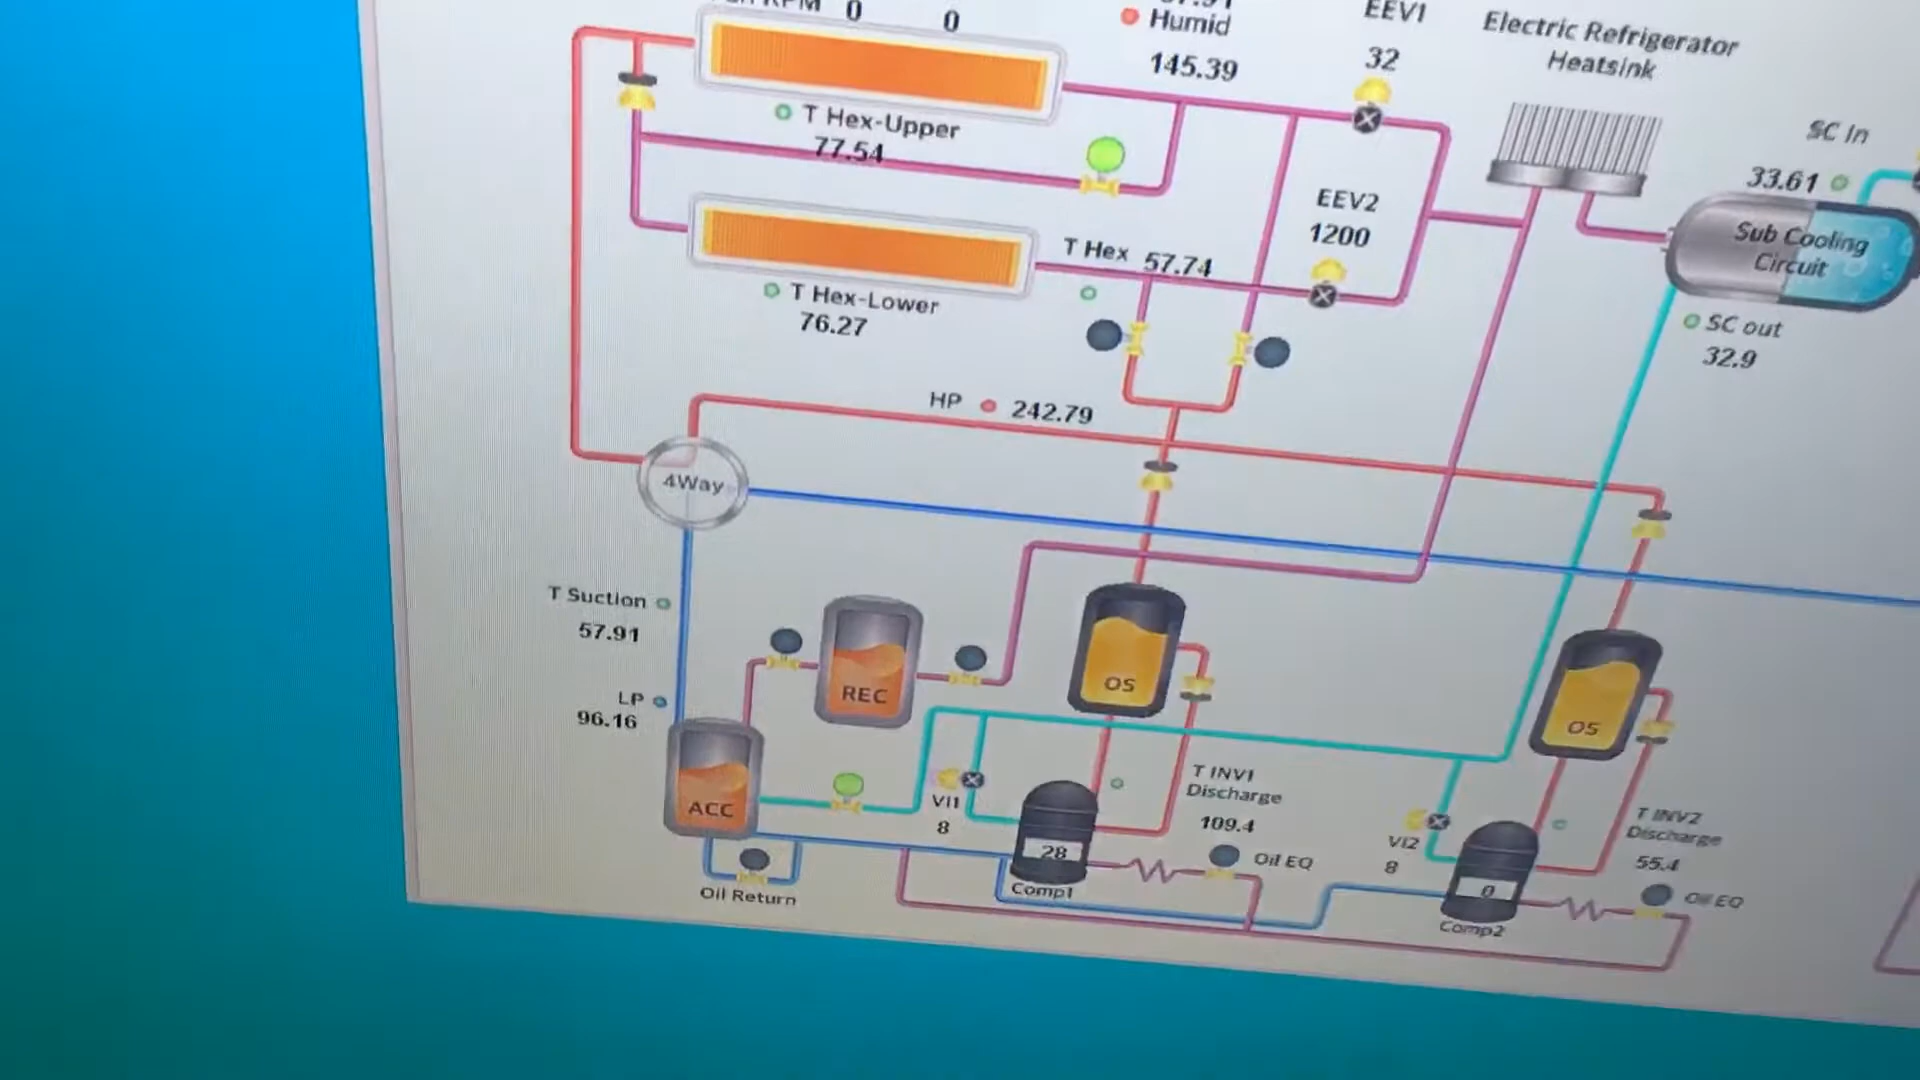 RPM 0 0
Humid
145.39
EEV1
32
Electric Refrigerator
Heatsink
SC In
33.61
T Hex-Upper
77.54
EEV2
1200
Sub Cooling
Circuit
T Hex 57.74
T Hex-Lower
76.27
SC out
32.9
HP 242.79
4Way
T Suction
57.91
REC
OS
OS
LP
96.16
ACC
VI1
8
28
Comp1
T INV1
Discharge
109.4
Oil EQ
VI2
8
0
Comp2
T INV2
Discharge
55.4
Oil EQ
Oil Return